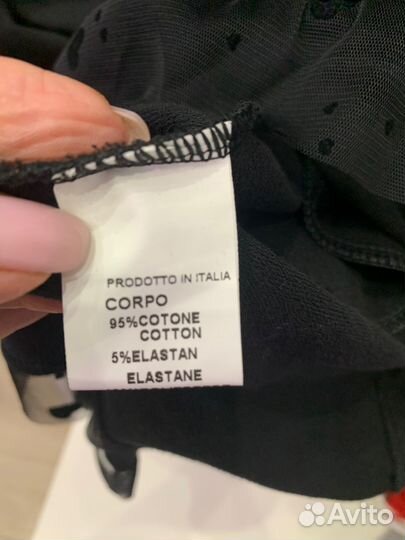 PRODOTTO IN ITALIA
CORPO
95%COTONE
COTTON
5%ELASTAN
ELASTANE
Avito